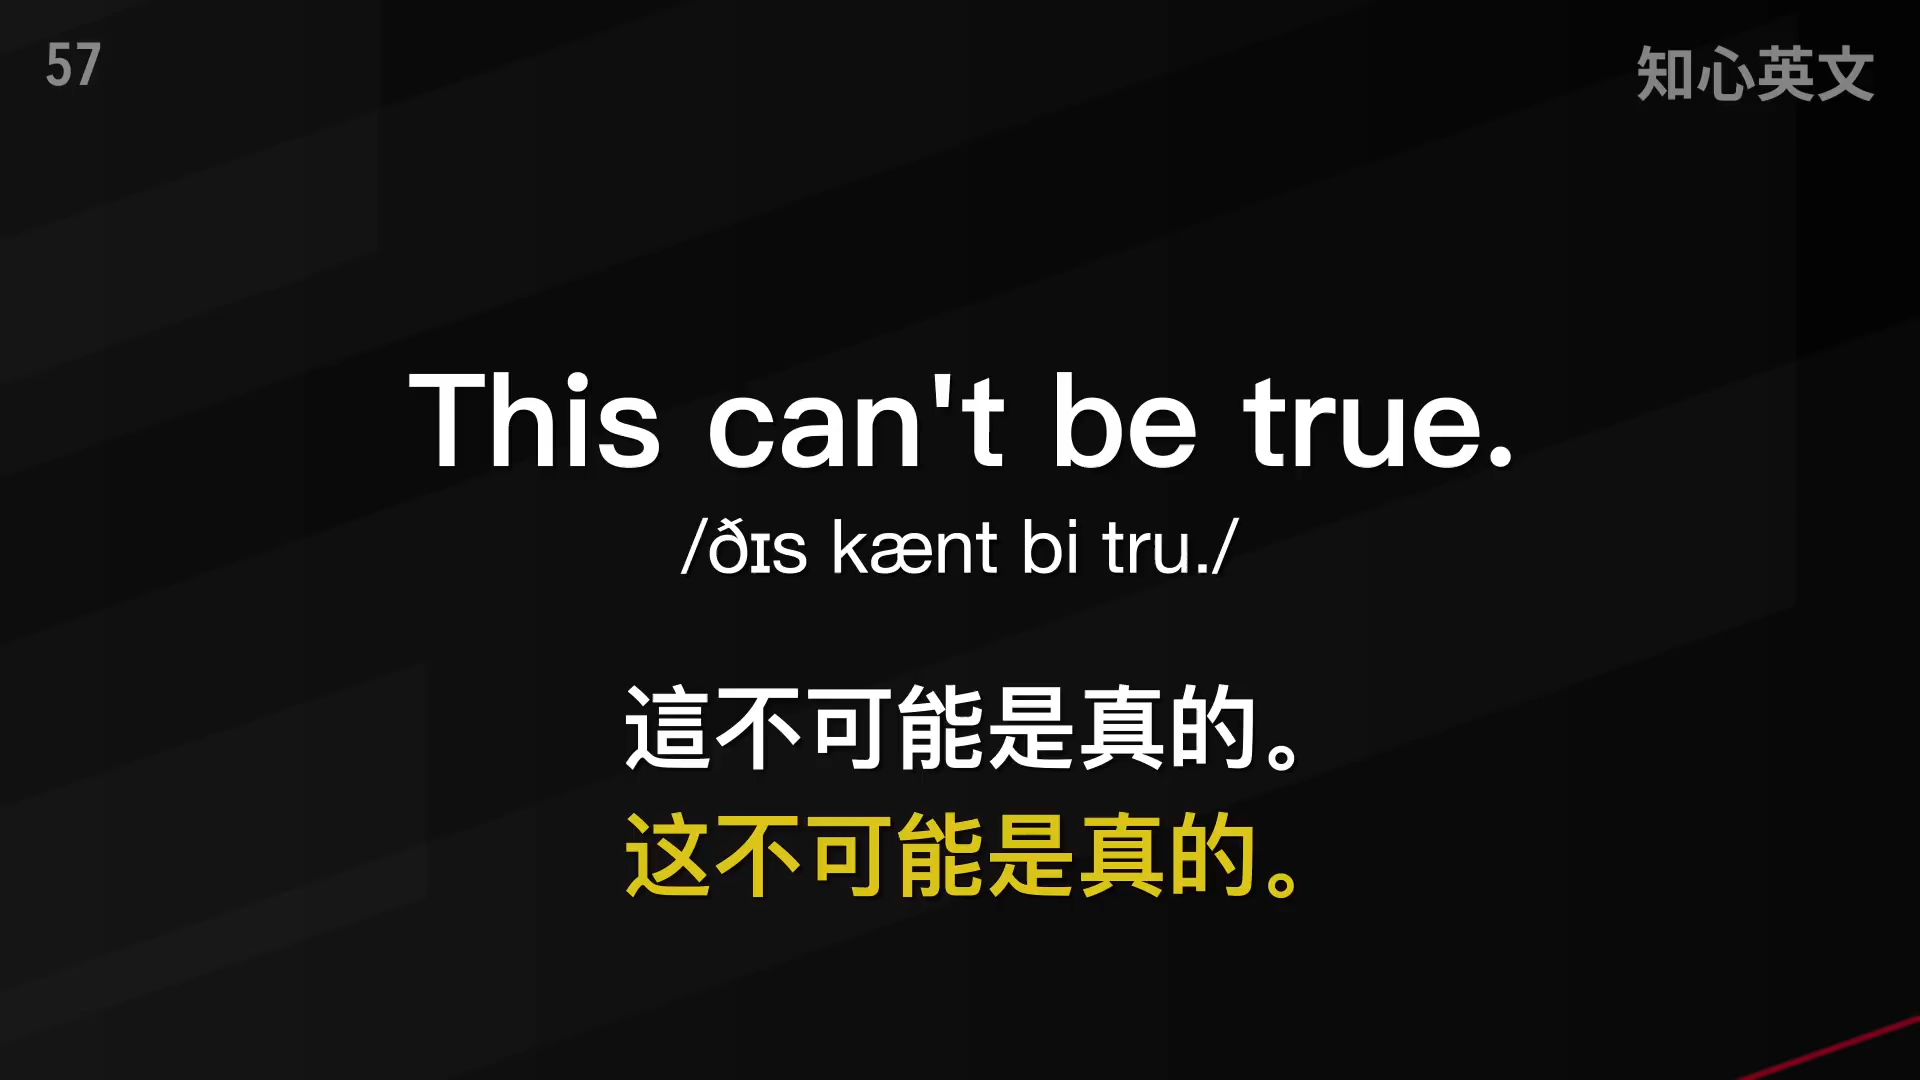 57
知心英文
This can't be true.
/ðɪs kænt bi tru./
這不可能是真的。
这不可能是真的。